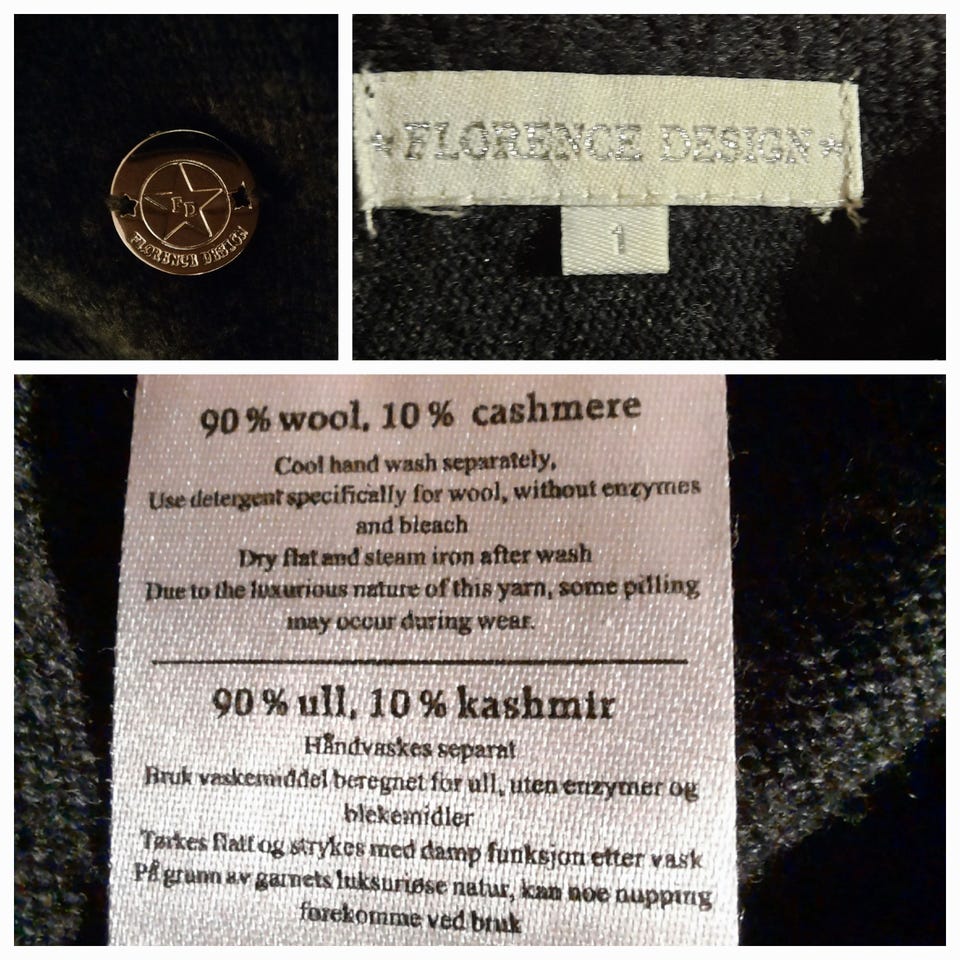 FD
FLORENCE DESIGN
FLORENCE DESIGN
1
90 % wool, 10 % cashmere
Cool hand wash separately,
Use detergent specifically for wool, without enzymes
and bleach
Dry flat and steam iron after wash
Due to the luxurious nature of this yarn, some pilling
may occur during wear.
90 % ull, 10 % kashmir
Håndvaskes separat
Bruk vaskemiddel beregnet for ull, uten enzymer og
blekemidler
Tørkes flatt og strykes med damp funksjon etter vask
På grunn av garnets luksuriøse natur, kan noe nupping
forekomme ved bruk